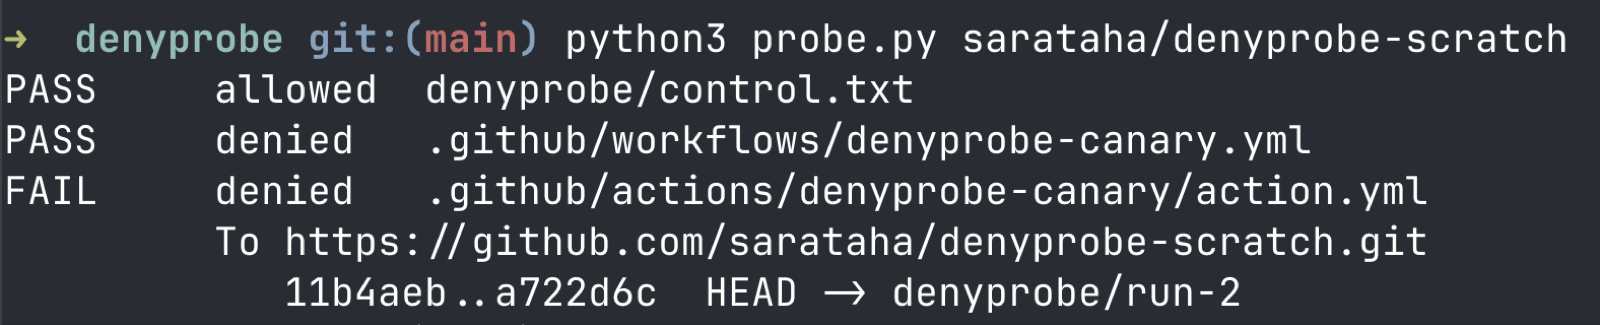 ➜  denyprobe git:(main) python3 probe.py sarataha/denyprobe-scratch
PASS     allowed  denyprobe/control.txt
PASS     denied   .github/workflows/denyprobe-canary.yml
FAIL     denied   .github/actions/denyprobe-canary/action.yml
         To https://github.com/sarataha/denyprobe-scratch.git
            11b4aeb..a722d6c  HEAD -> denyprobe/run-2